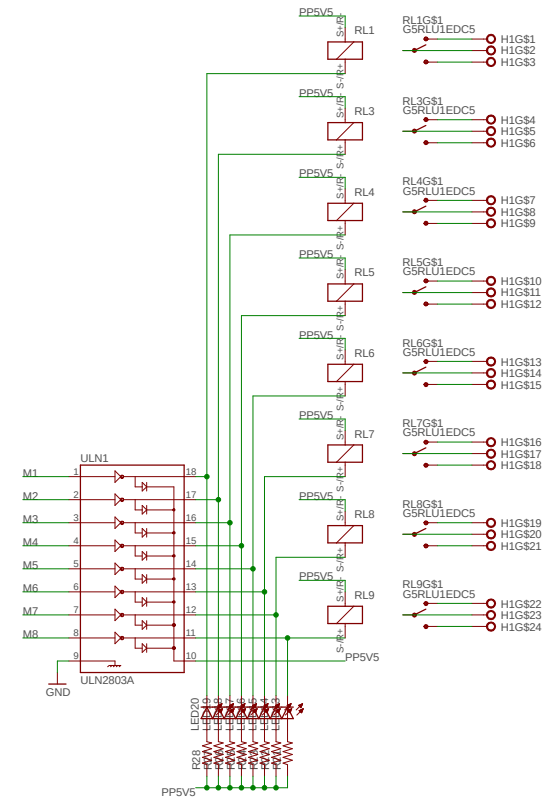 PP5V5
S+/R-
S-/R+
RL1
RL1G$1
G5RLU1EDC5
H1G$1
H1G$2
H1G$3
PP5V5
S+/R-
S-/R+
RL3
RL3G$1
G5RLU1EDC5
H1G$4
H1G$5
H1G$6
PP5V5
S+/R-
S-/R+
RL4
RL4G$1
G5RLU1EDC5
H1G$7
H1G$8
H1G$9
PP5V5
S+/R-
S-/R+
RL5
RL5G$1
G5RLU1EDC5
H1G$10
H1G$11
H1G$12
PP5V5
S+/R-
S-/R+
RL6
RL6G$1
G5RLU1EDC5
H1G$13
H1G$14
H1G$15
PP5V5
S+/R-
S-/R+
RL7
RL7G$1
G5RLU1EDC5
H1G$16
H1G$17
H1G$18
PP5V5
S+/R-
S-/R+
RL8
RL8G$1
G5RLU1EDC5
H1G$19
H1G$20
H1G$21
PP5V5
S+/R-
S-/R+
RL9
RL9G$1
G5RLU1EDC5
H1G$22
H1G$23
H1G$24
ULN1
M1 1 18
M2 2 17
M3 3 16
M4 4 15
M5 5 14
M6 6 13
M7 7 12
M8 8 11
9 10
PP5V5
GND
ULN2803A
LED20
R28
PP5V5